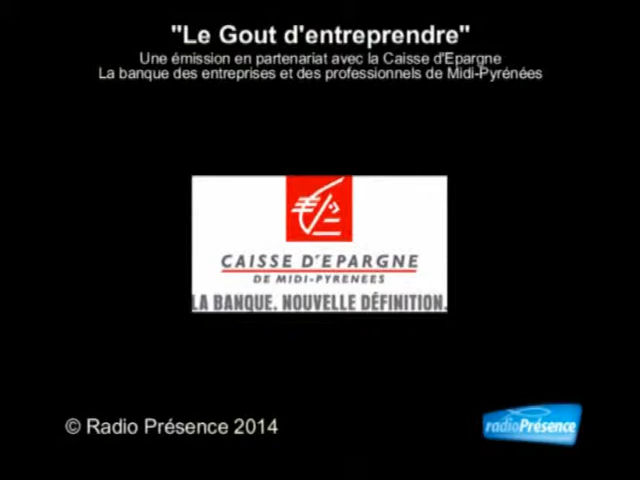 "Le Gout d'entreprendre"
Une émission en partenariat avec la Caisse d'Epargne
La banque des entreprises et des professionnels de Midi-Pyrénées
CAISSE D'EPARGNE
DE MIDI-PYRENEES
LA BANQUE. NOUVELLE DÉFINITION.
© Radio Présence 2014
radioPrésence